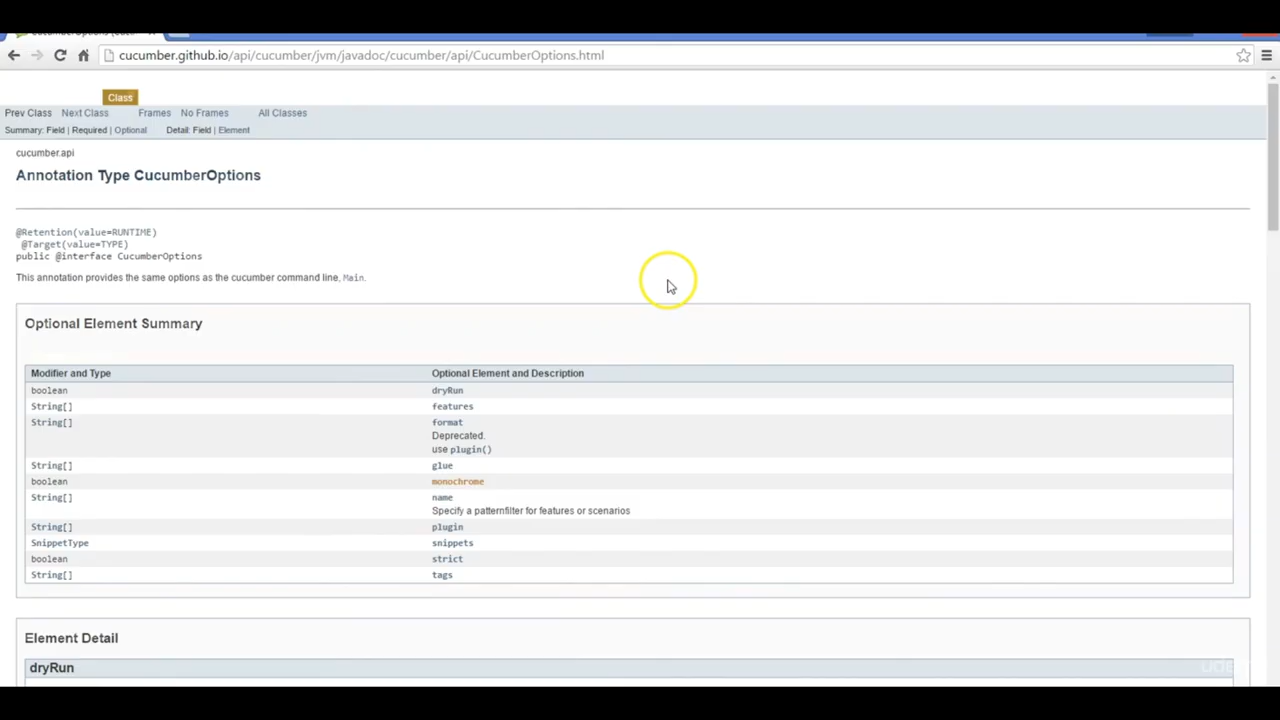 cucumber.github.io/api/cucumber/jvm/javadoc/cucumber/api/CucumberOptions.html
Class
Prev Class Next Class Frames No Frames All Classes
Summary: Field | Required | Optional Detail: Field | Element
cucumber.api
Annotation Type CucumberOptions
@Retention(value=RUNTIME)
@Target(value=TYPE)
public @interface CucumberOptions
This annotation provides the same options as the cucumber command line, Main.
Optional Element Summary
Modifier and Type Optional Element and Description
boolean dryRun
String[] features
String[] format
Deprecated.
use plugin()
String[] glue
boolean monochrome
String[] name
Specify a patternfilter for features or scenarios
String[] plugin
SnippetType snippets
boolean strict
String[] tags
Element Detail
dryRun